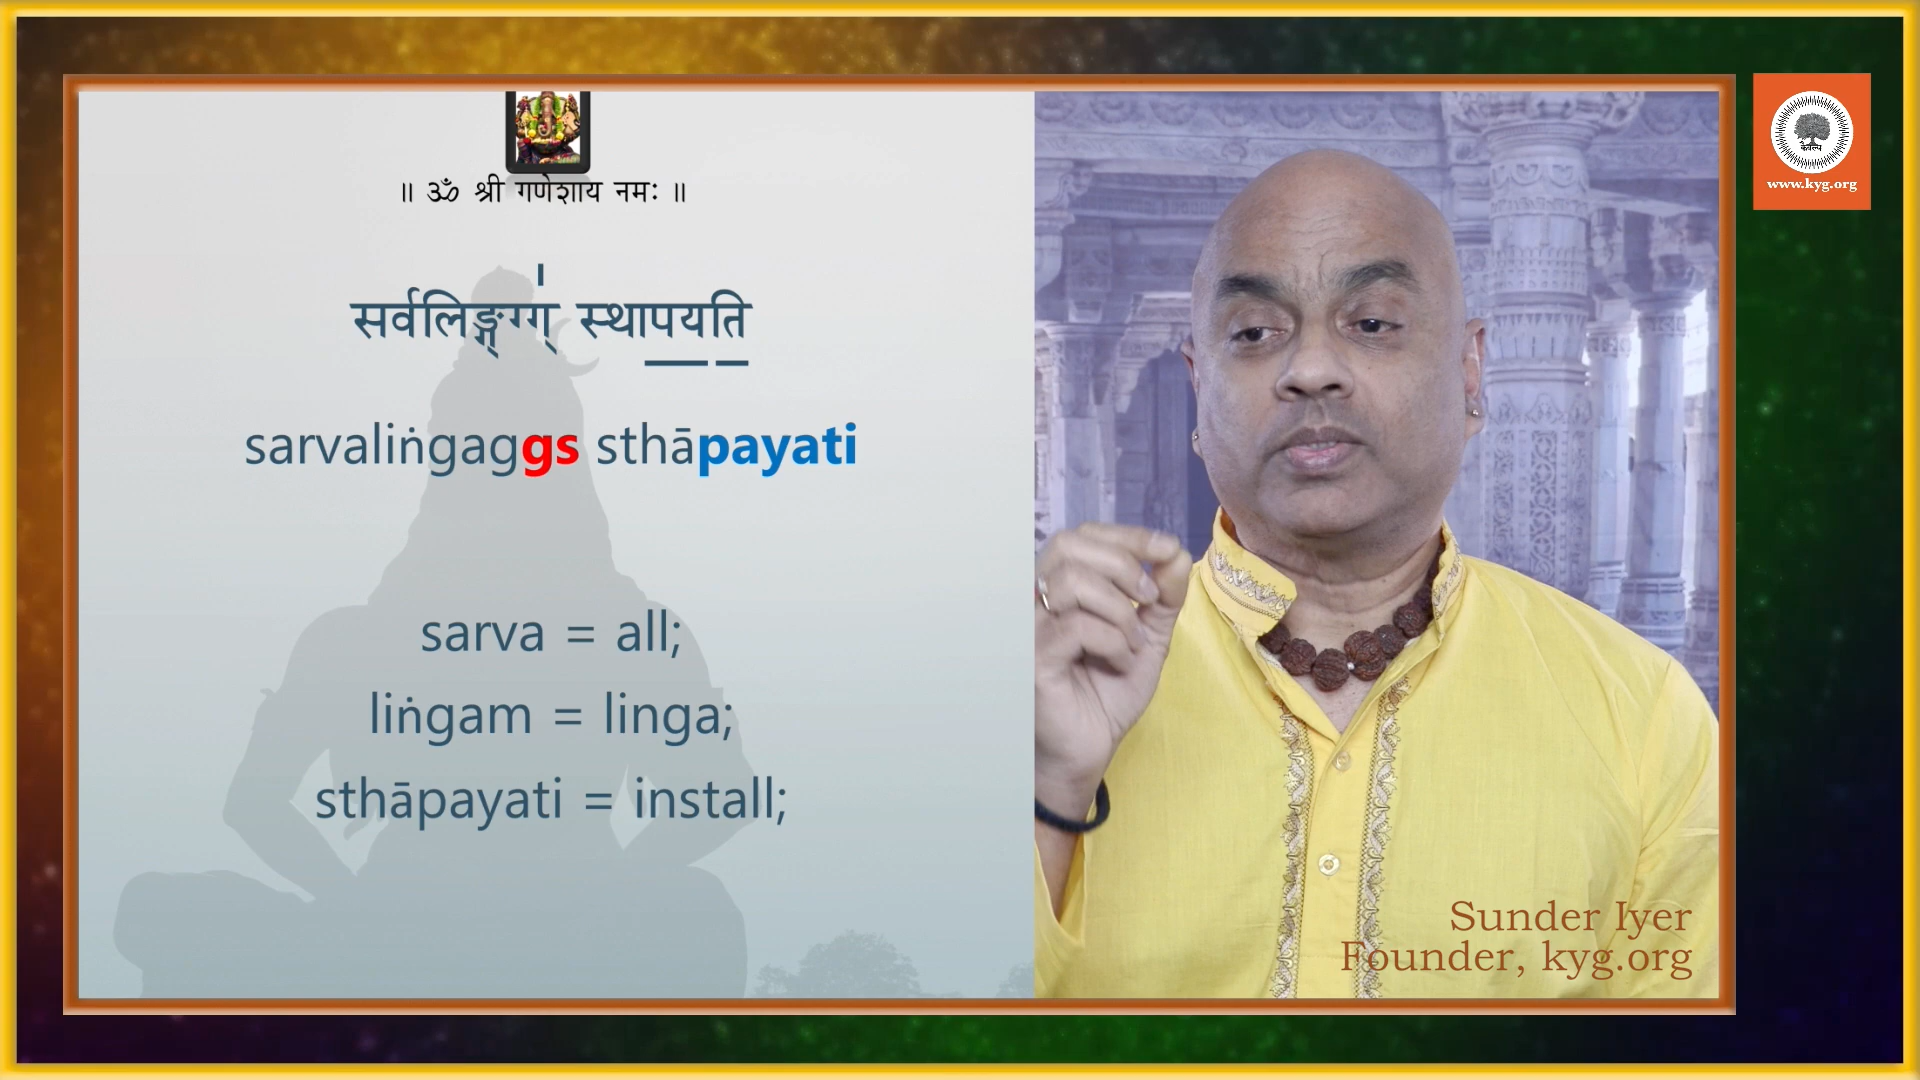 ॥ ॐ श्री गणेशाय नमः ॥
सर्वलिङ्गग्ग्॑ स्थाप॒य॒ति॒
sarvaliṅgaggs sthāpayati
sarva = all;
liṅgam = linga;
sthāpayati = install;
Sunder Iyer
Founder, kyg.org
कैवल्य
www.kyg.org